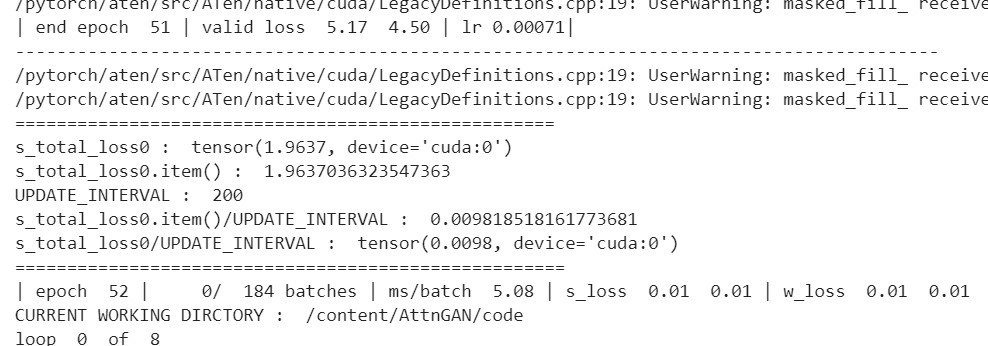 /pytorch/aten/src/ATen/native/cuda/LegacyDefinitions.cpp:19: UserWarning: masked_fill_ receive
| end epoch  51 | valid loss  5.17  4.50 | lr 0.00071|
-----------------------------------------------------------------------------------------
/pytorch/aten/src/ATen/native/cuda/LegacyDefinitions.cpp:19: UserWarning: masked_fill_ receive
/pytorch/aten/src/ATen/native/cuda/LegacyDefinitions.cpp:19: UserWarning: masked_fill_ receive
====================================================
s_total_loss0 :  tensor(1.9637, device='cuda:0')
s_total_loss0.item() :  1.9637036323547363
UPDATE_INTERVAL :  200
s_total_loss0.item()/UPDATE_INTERVAL :  0.009818518161773681
s_total_loss0/UPDATE_INTERVAL :  tensor(0.0098, device='cuda:0')
=====================================================
| epoch  52 |     0/  184 batches | ms/batch  5.08 | s_loss  0.01  0.01 | w_loss  0.01  0.01
CURRENT WORKING DIRCTORY :  /content/AttnGAN/code
loop  0  of  8